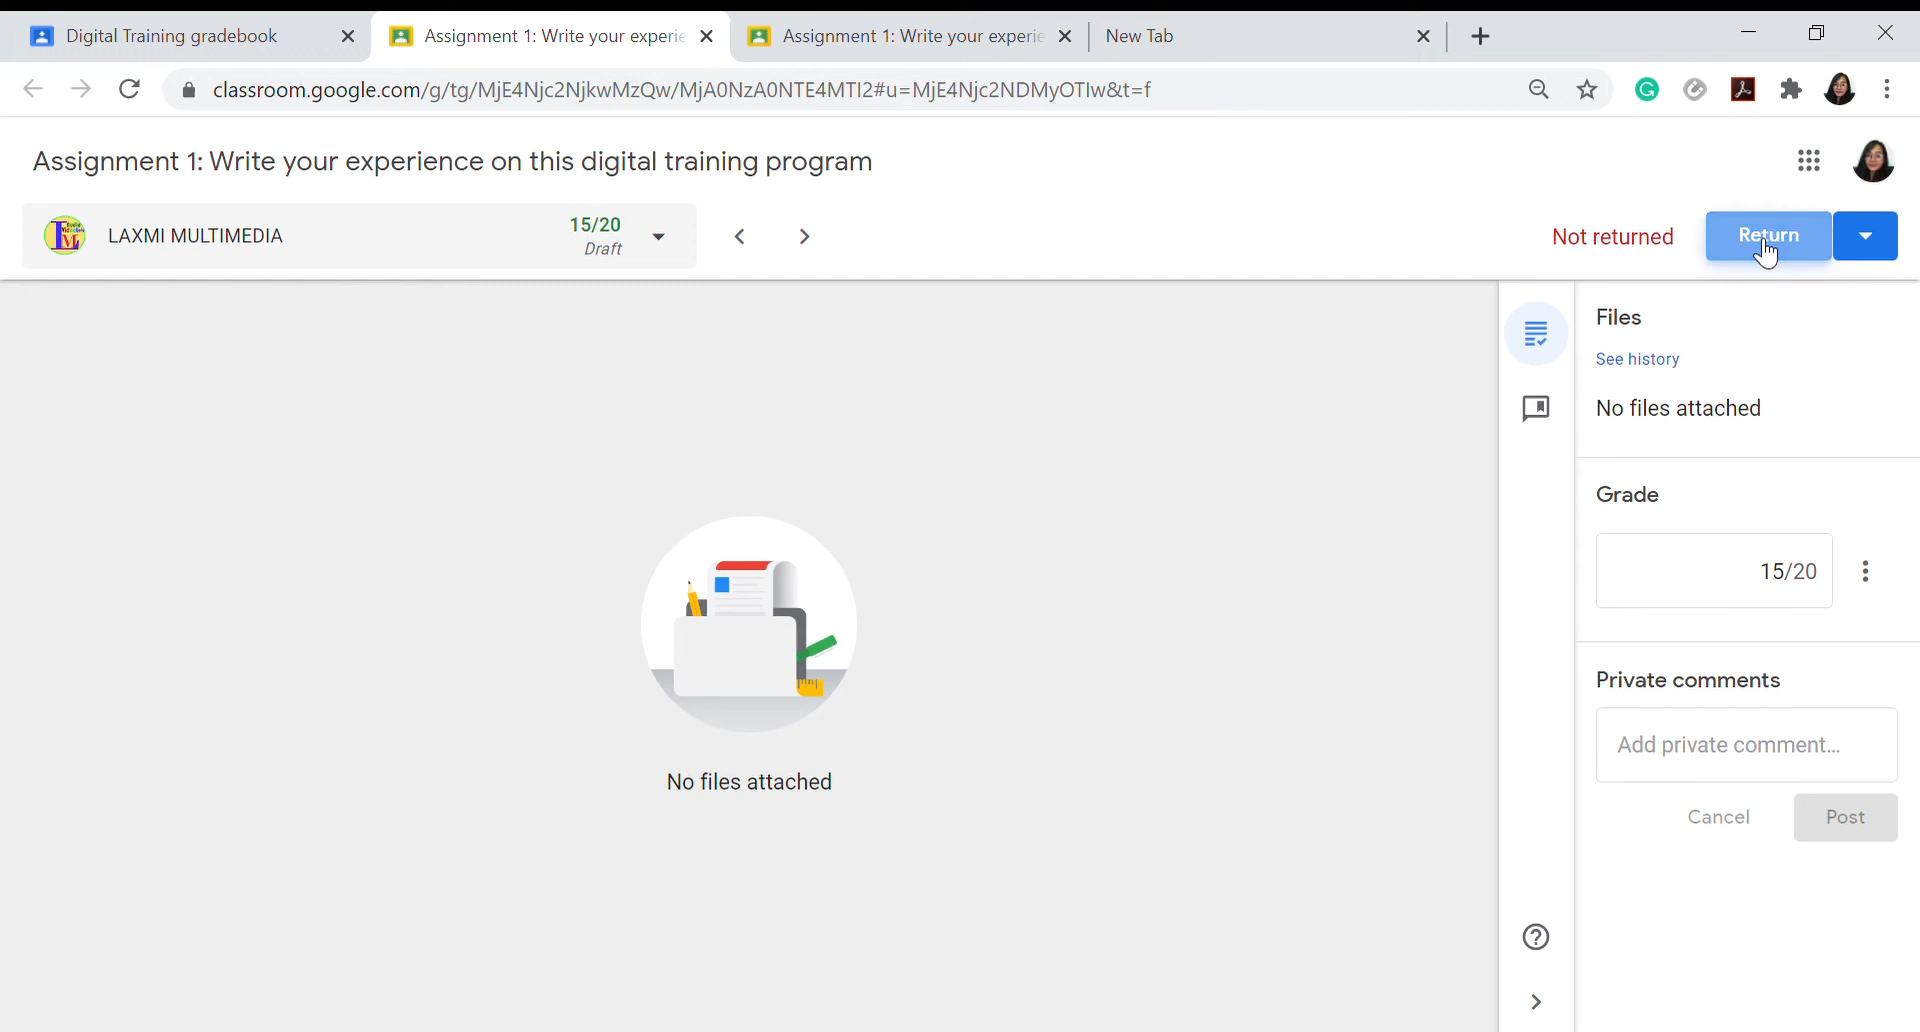 Digital Training gradebook
Assignment 1: Write your experie
Assignment 1: Write your experie
New Tab
classroom.google.com/g/tg/MjE4Njc2NjkwMzQw/MjA0NzA0NTE4MTI2#u=MjE4Njc2NDMyOTIw&t=f
Assignment 1: Write your experience on this digital training program
LAXMI MULTIMEDIA
15/20
Draft
Not returned
Return
Files
See history
No files attached
Grade
15/20
Private comments
Add private comment...
Cancel
Post
No files attached